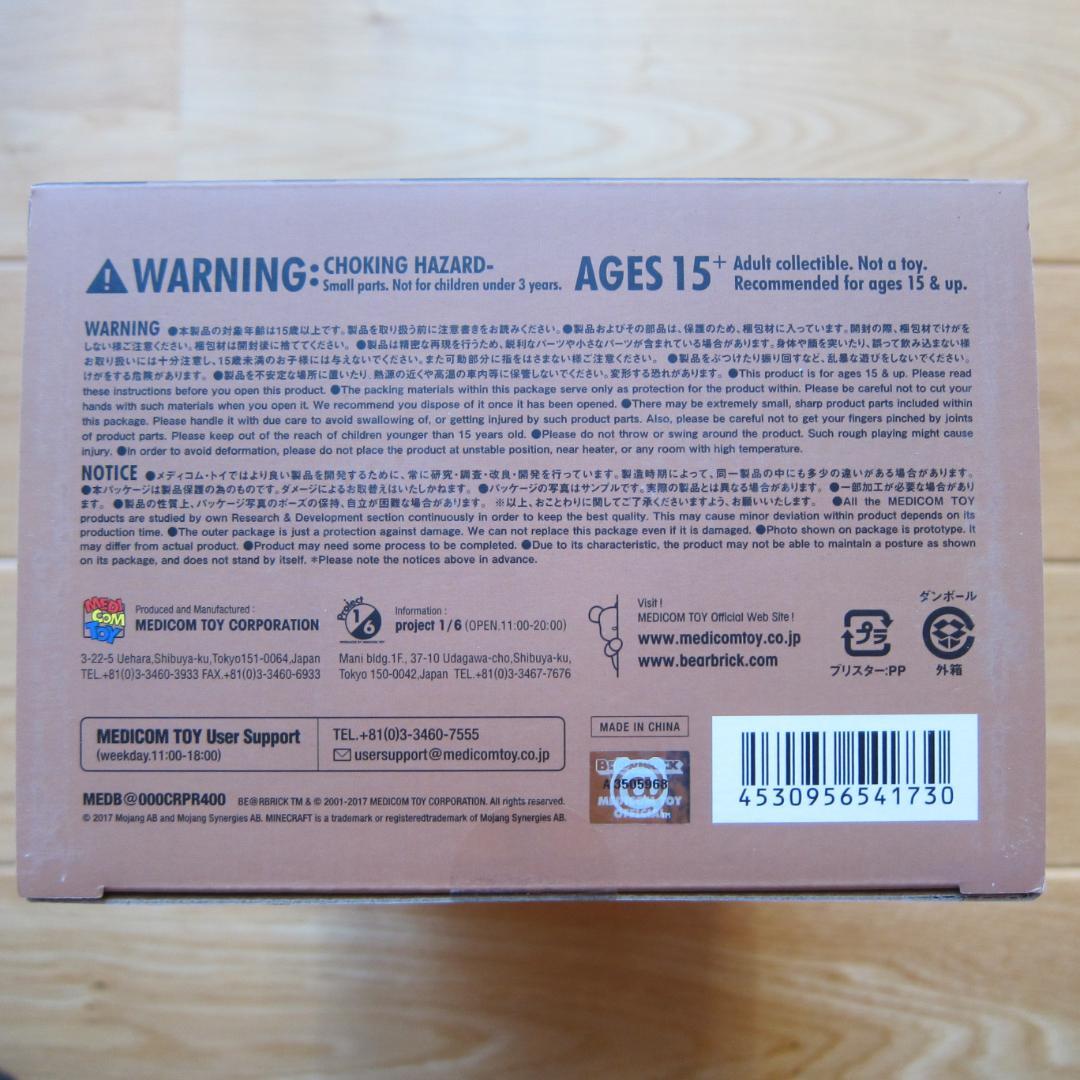 WARNING: CHOKING HAZARD-
Small parts. Not for children under 3 years.
AGES 15+ Adult collectible. Not a toy.
Recommended for ages 15 & up.
WARNING ●本製品の対象年齢は15歳以上です。製品を取り扱う前に注意書きをお読みください。●製品およびその部品は、保護のため、梱包材に入っています。開封の際、梱包材でけがを
しないようご注意ください。梱包材は開封後に捨ててください。 ●製品は精密な再現を行うため、鋭利なパーツや小さなパーツが含まれている場合があります。身体や顔を突いたり、誤って飲み込まない様
お取り扱いには十分注意し、15歳未満のお子様には与えないでください。また可動部分に指をはさまない様ご注意ください。 ●製品をぶつけたり振り回すなど、乱暴な遊びをしないでください。
けがをする危険があります。 ●製品を不安定な場所に置いたり、熱源の近くや高温の車内等に保管しないでください。変形する恐れがあります。 ●This product is for ages 15 & up. Please read
these instructions before you open this product. ●The packing materials within this package serve only as protection for the product within. Please be careful not to cut your
hands with such materials when you open it. We recommend you dispose of it once it has been opened. ●There may be extremely small, sharp product parts included within
this package. Please handle it with due care to avoid swallowing of, or getting injured by such product parts. Also, please be careful not to get your fingers pinched by joints
of product parts. Please keep out of the reach of children younger than 15 years old. ●Please do not throw or swing around the product. Such rough playing might cause
injury. ●In order to avoid deformation, please do not place the product at unstable position, near heater, or any room with high temperature.
NOTICE ●メディコム・トイではより良い製品を開発するために、常に研究・調査・改良・開発を行っています。製造時期によって、同一製品の中にも多少の違いがある場合があります。
●本パッケージは製品保護の為のものです。ダメージによるお取替えはいたしかねます。 ●パッケージの写真はサンプルです。実際の製品とは異なる場合があります。 ●一部加工が必要な場合があり
ます。 ●製品の性質上、パッケージ写真のポーズの保持、自立が困難な場合があります。 ※以上、おことわりに関してご了承くださいますよう、お願いいたします。 ●All the MEDICOM TOY
products are studied by own Research & Development section continuously in order to keep the best quality. This may cause minor deviation within product depends on its
production time. ●The outer package is just a protection against damage. We can not replace this package even if it is damaged. ●Photo shown on package is prototype. It
may differ from actual product. ●Product may need some process to be completed. ●Due to its characteristic, the product may not be able to maintain a posture as shown
on its package, and does not stand by itself. ＊Please note the notices above in advance.
MEDICOM TOY
Produced and Manufactured :
MEDICOM TOY CORPORATION
3-22-5 Uehara,Shibuya-ku,Tokyo151-0064,Japan
TEL.+81(0)3-3460-3933 FAX.+81(0)3-3460-6933
Project 1/6
PRODUCED BY MEDICOM TOY
Information :
project 1/6 (OPEN.11:00-20:00)
Mani bldg.1F., 37-10 Udagawa-cho,Shibuya-ku,
Tokyo 150-0042,Japan TEL.+81(0)3-3467-7676
Visit !
MEDICOM TOY Official Web Site !
www.medicomtoy.co.jp
www.bearbrick.com
プラ
ブリスター:PP
ダンボール
外箱
MEDICOM TOY User Support
(weekday.11:00-18:00)
TEL.+81(0)3-3460-7555
usersupport@medicomtoy.co.jp
MADE IN CHINA
BE@RBRICK
A 3505968
MEDICOM TOY
OFFICIAL
4530956541730
MEDB@000CRPR400 BE@RBRICK TM & © 2001-2017 MEDICOM TOY CORPORATION. All rights reserved.
© 2017 Mojang AB and Mojang Synergies AB. MINECRAFT is a trademark or registeredtrademark of Mojang Synergies AB.